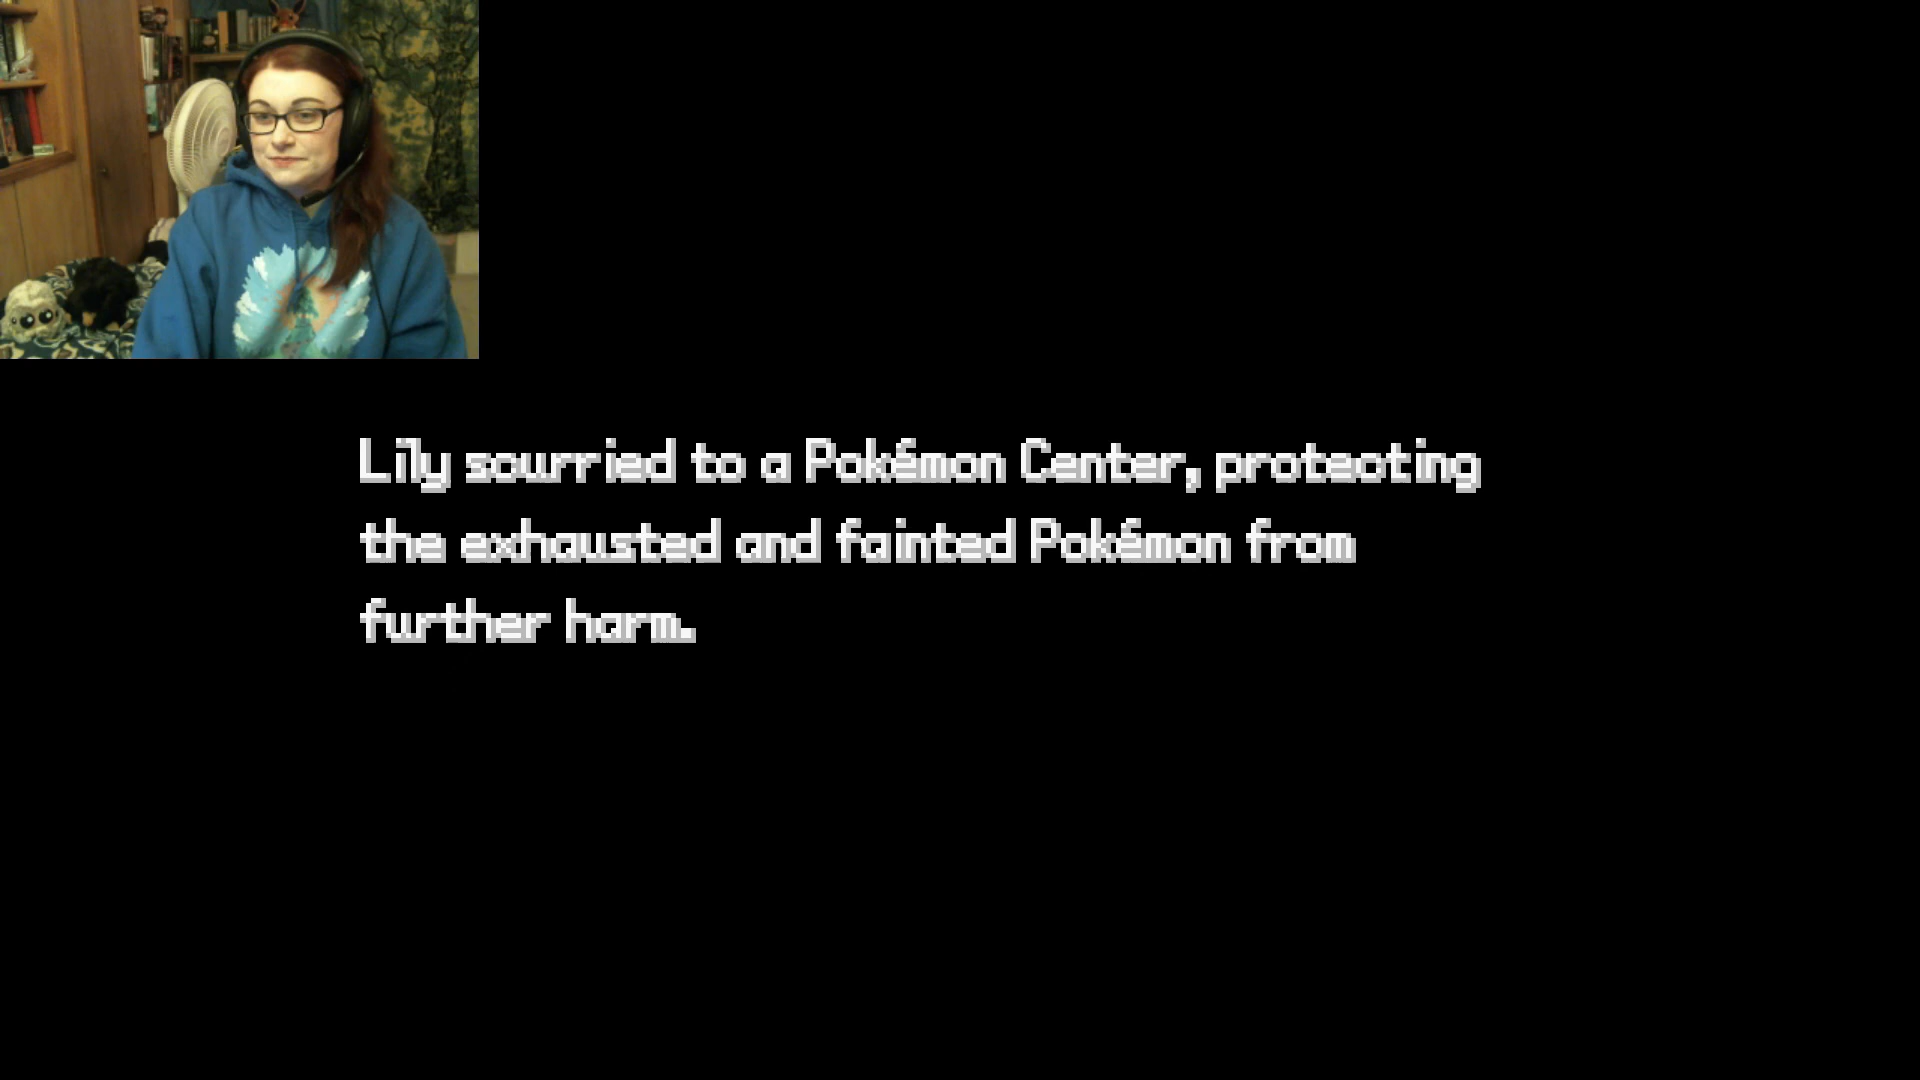 Lily scurried to a Pokémon Center, protecting
the exhausted and fainted Pokémon from
further harm.